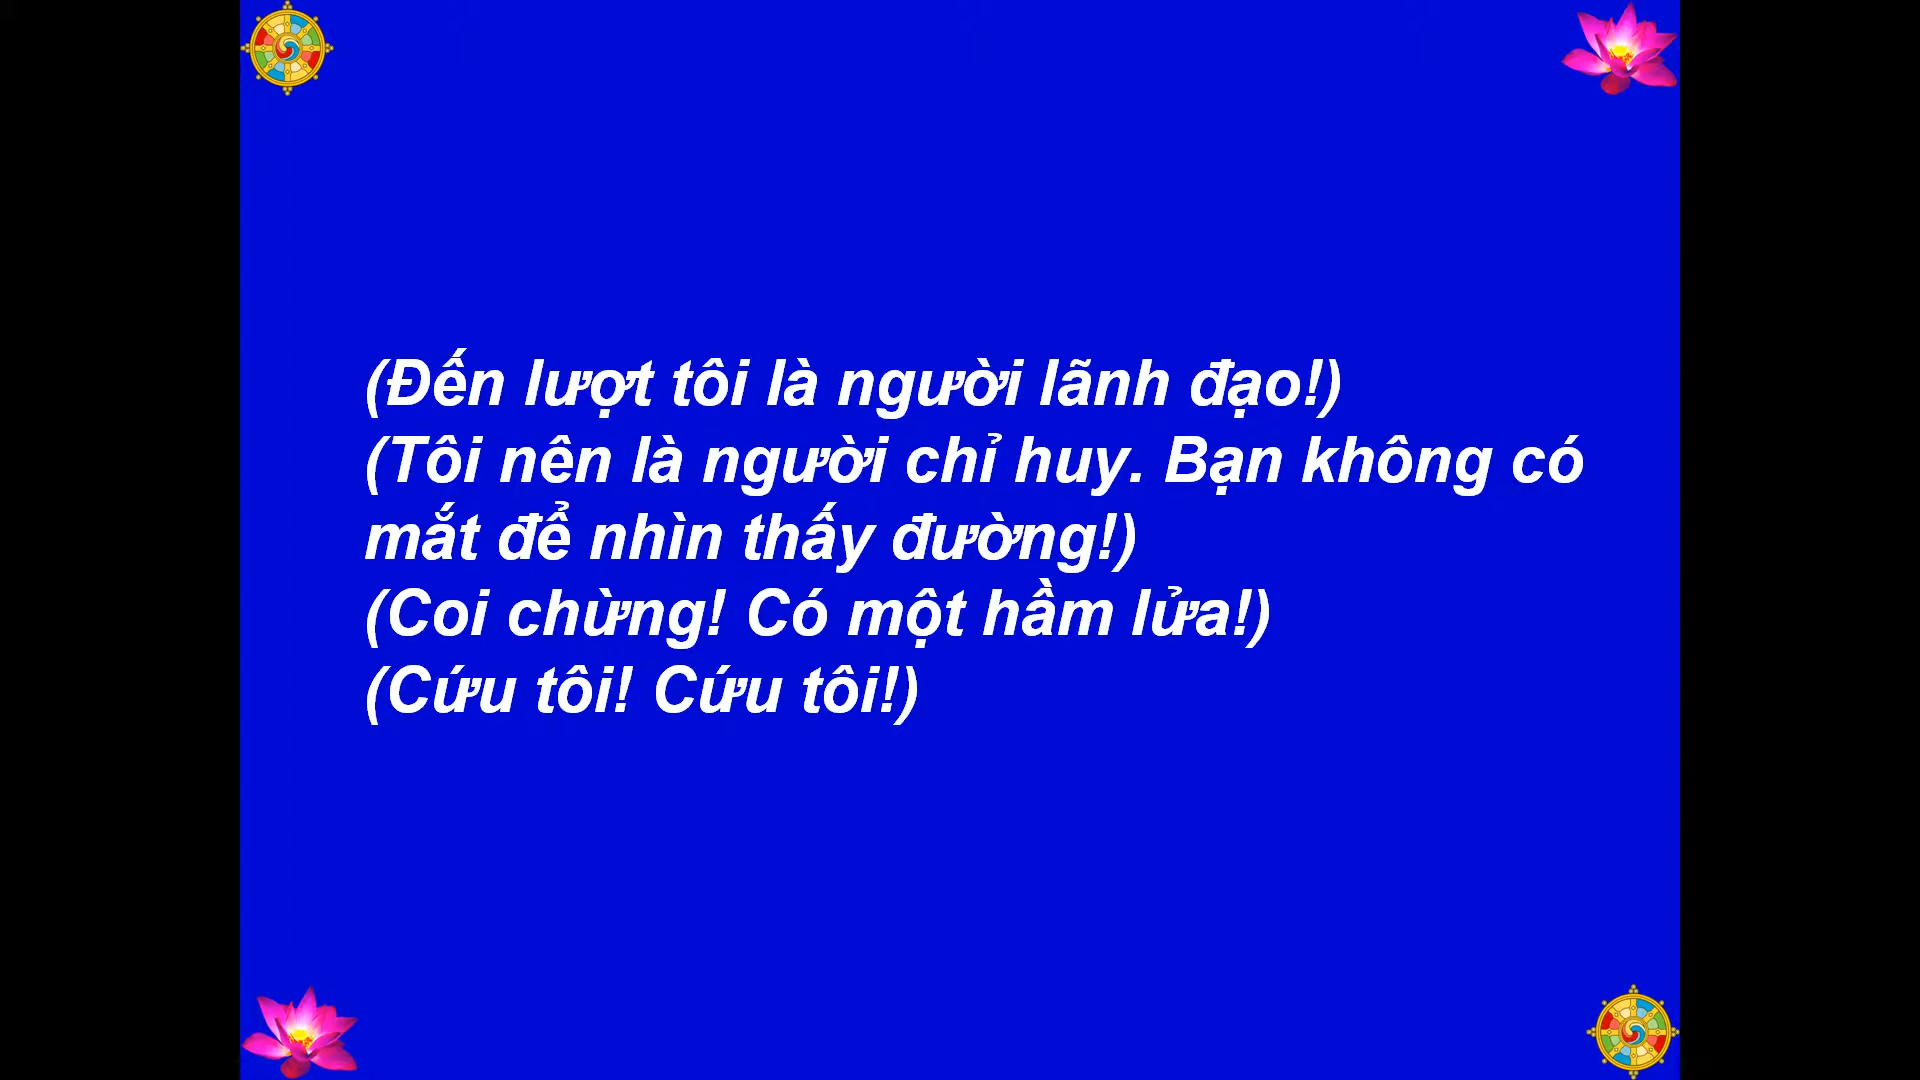 (Đến lượt tôi là người lãnh đạo!)
(Tôi nên là người chỉ huy. Bạn không có
mắt để nhìn thấy đường!)
(Coi chừng! Có một hầm lửa!)
(Cứu tôi! Cứu tôi!)